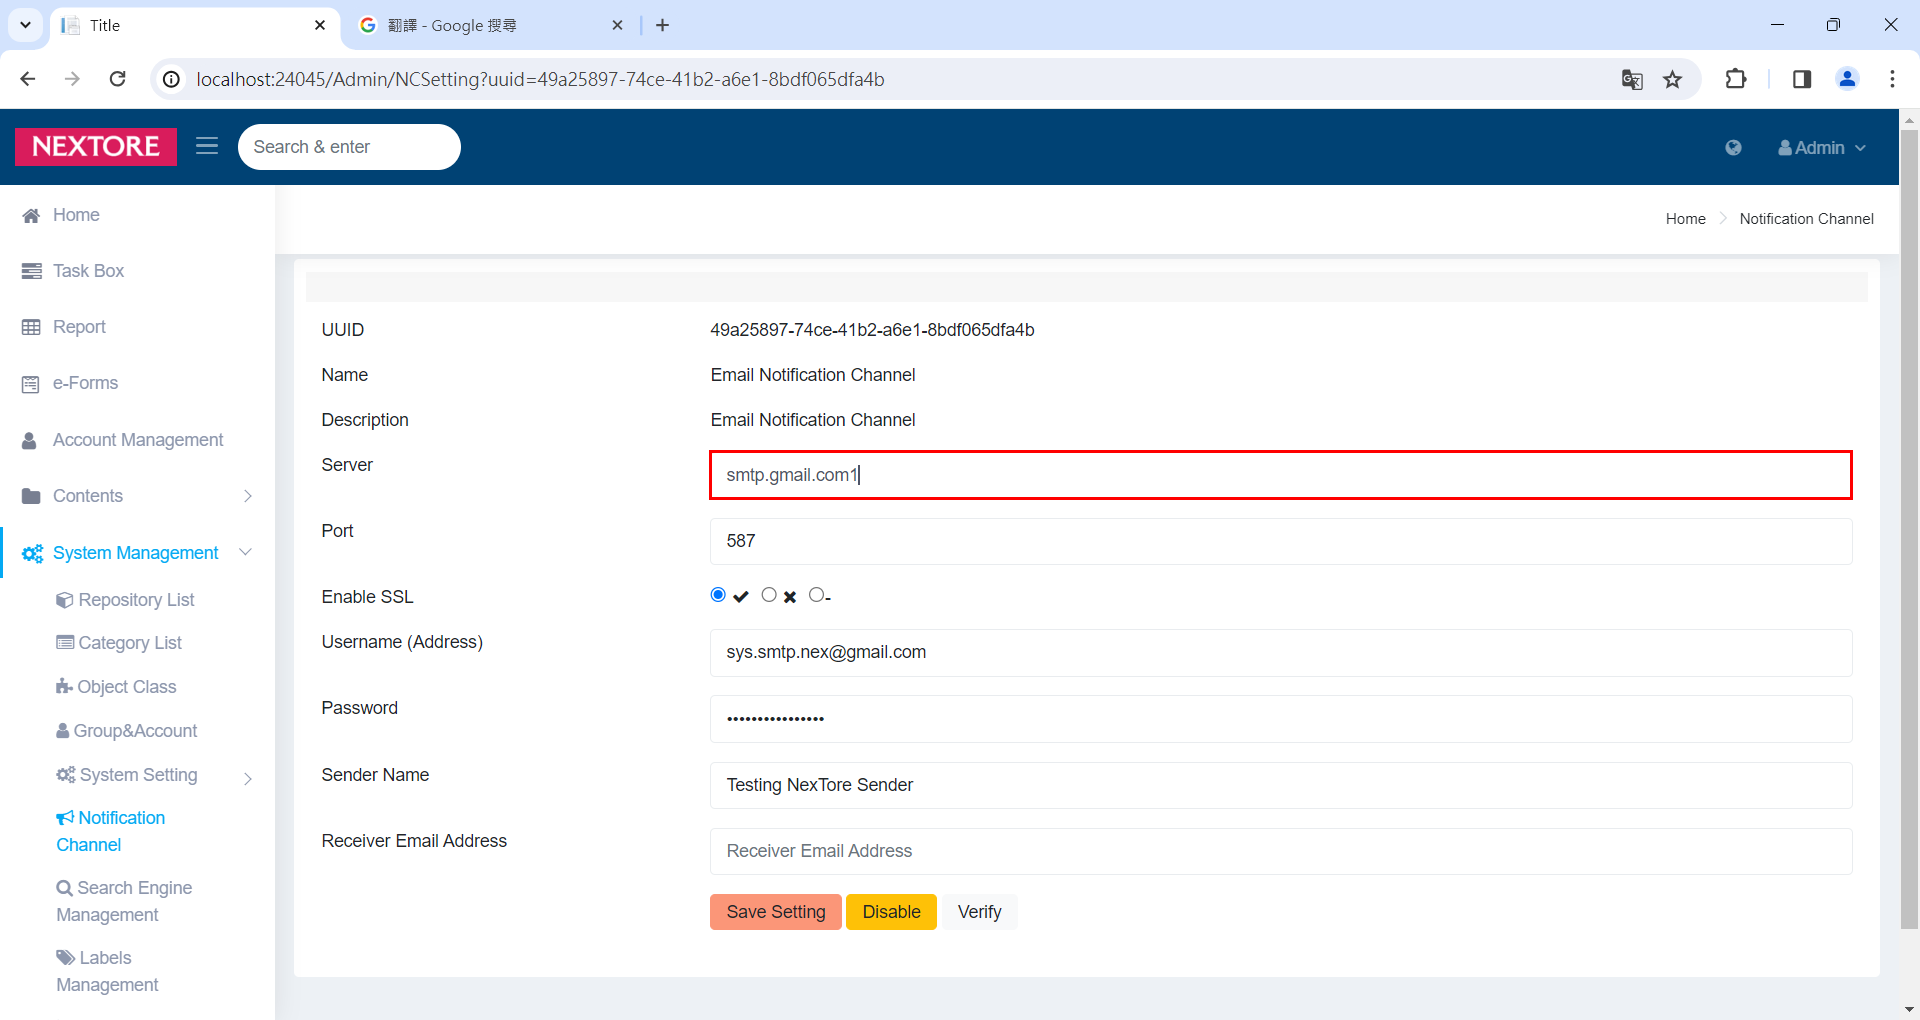 Title
翻譯 - Google 搜尋
localhost:24045/Admin/NCSetting?uuid=49a25897-74ce-41b2-a6e1-8bdf065dfa4b
NEXTORE
Search & enter
Admin
Home
Task Box
Report
e-Forms
Account Management
Contents
System Management
Repository List
Category List
Object Class
Group&Account
System Setting
Notification
Channel
Search Engine
Management
Labels
Management
Home
Notification Channel
UUID
49a25897-74ce-41b2-a6e1-8bdf065dfa4b
Name
Email Notification Channel
Description
Email Notification Channel
Server
smtp.gmail.com1
Port
587
Enable SSL
-
Username (Address)
sys.smtp.nex@gmail.com
Password
••••••••••••••••
Sender Name
Testing NexTore Sender
Receiver Email Address
Receiver Email Address
Save Setting
Disable
Verify